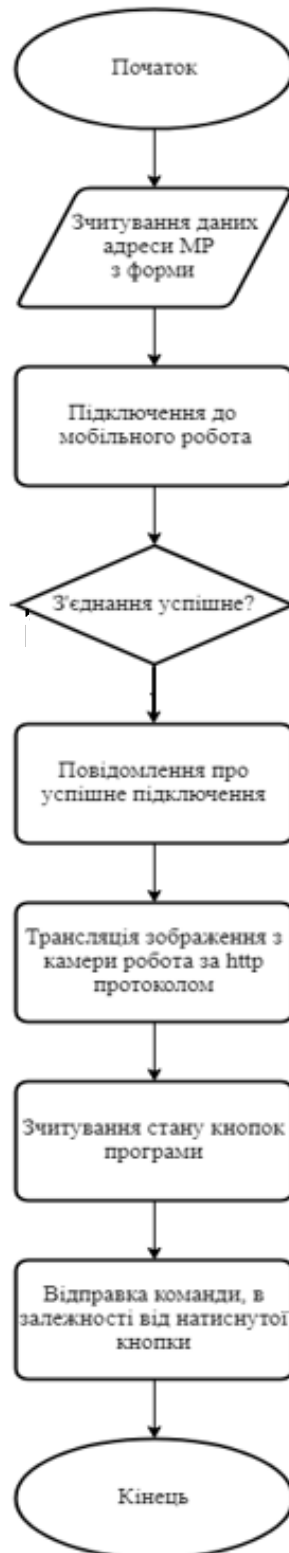 Початок
Зчитування даних
адреси МР
з форми
Підключення до
мобільного робота
З'єднання успішне?
Повідомлення про
успішне підключення
Трансляція зображення з
камери робота за http
протоколом
Зчитування стану кнопок
програми
Відправка команди, в
залежності від натиснутої
кнопки
Кінець